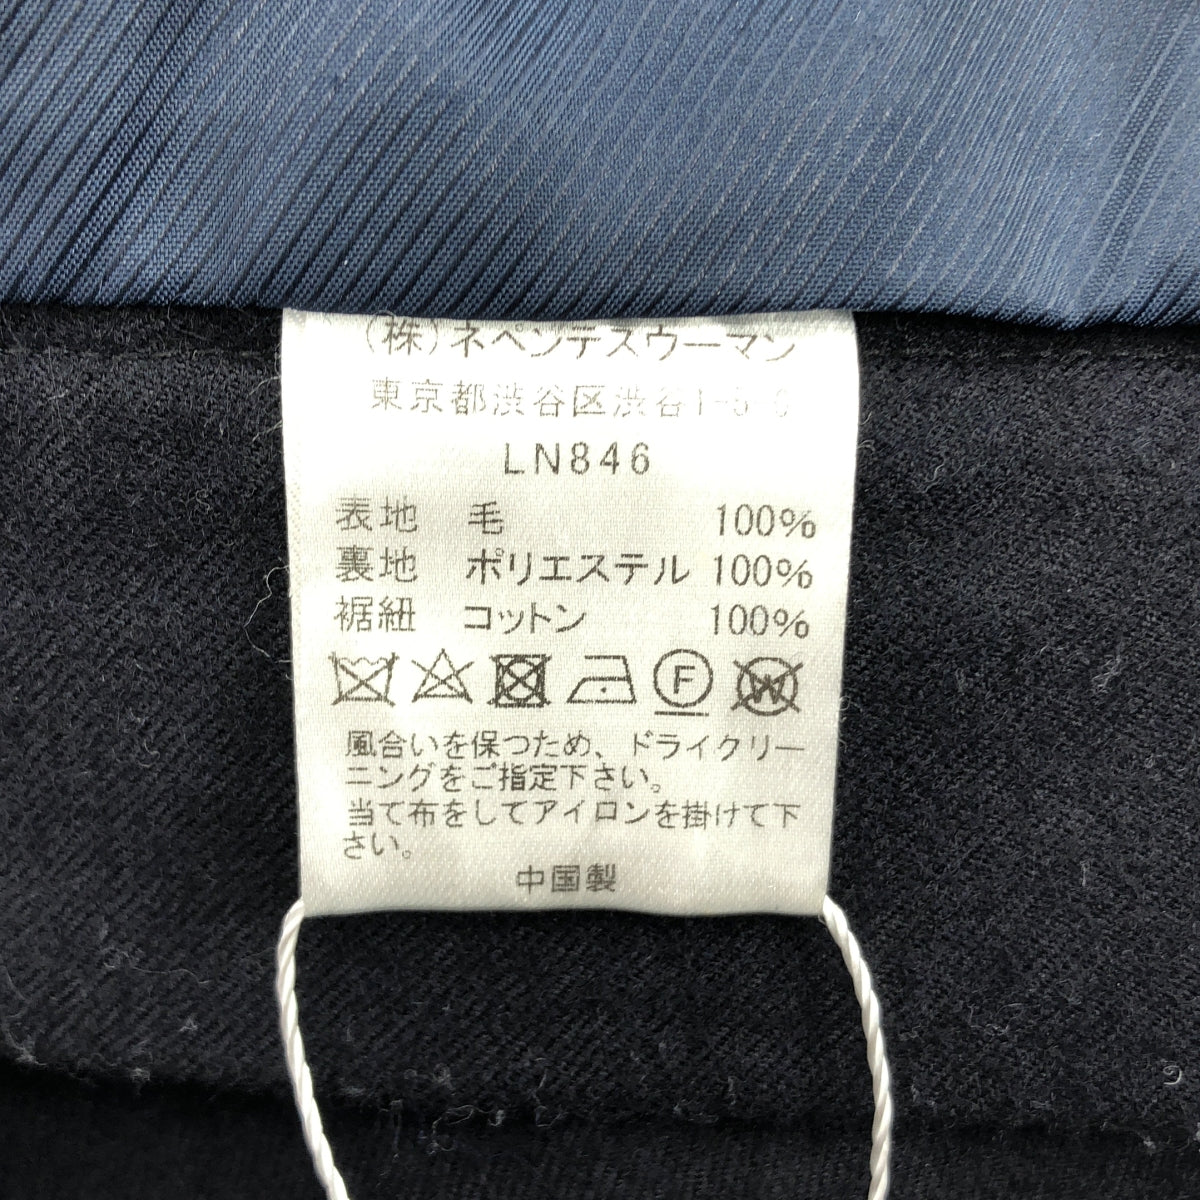 (株)ネペンテスウーマン
東京都渋谷区渋谷1-5-6
LN846
表地 毛 100%
裏地 ポリエステル 100%
裾紐 コットン 100%
F W
風合いを保つため、ドライクリー
ニングをご指定下さい。
当て布をしてアイロンを掛けて下
さい。
中国製